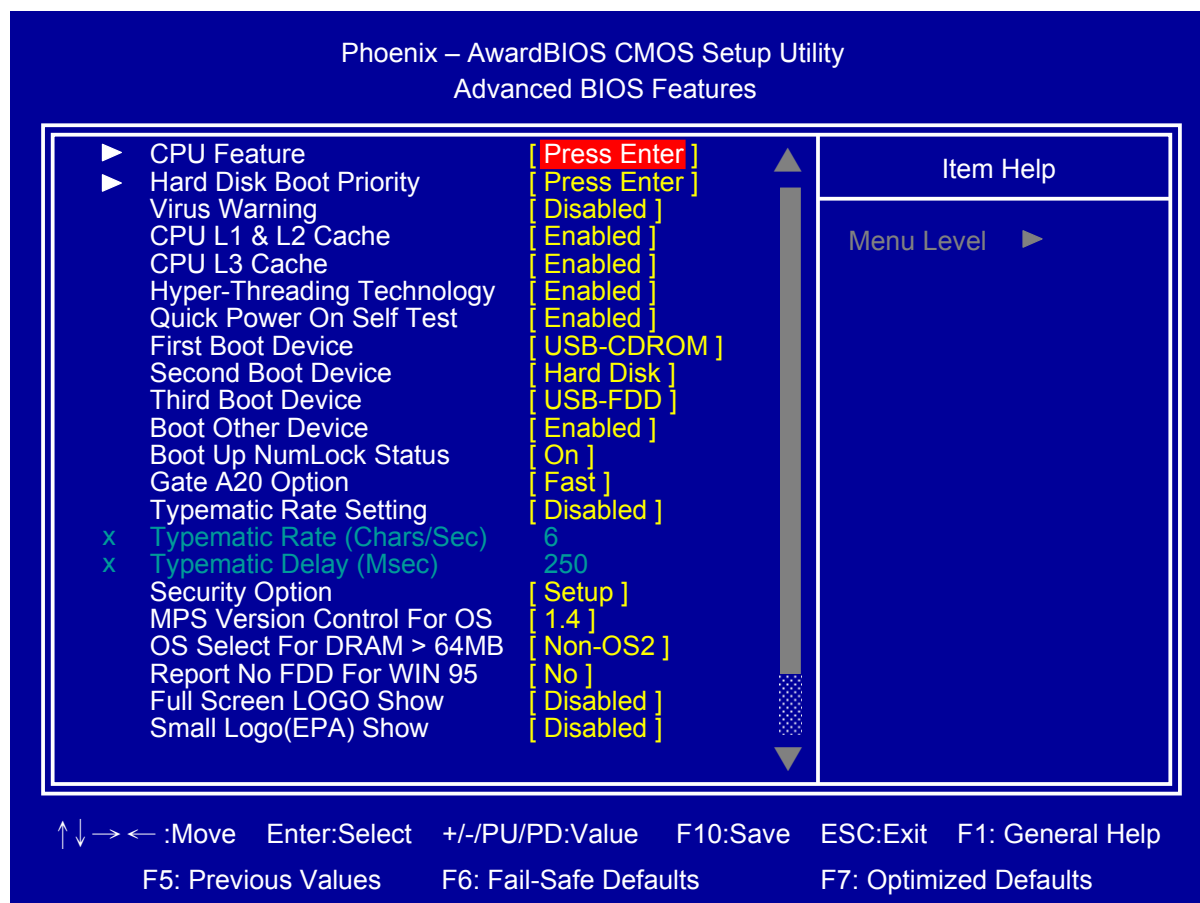 Phoenix – AwardBIOS CMOS Setup Utility
Advanced BIOS Features
CPU Feature [ Press Enter ]
Hard Disk Boot Priority [ Press Enter ]
Virus Warning [ Disabled ]
CPU L1 & L2 Cache [ Enabled ]
CPU L3 Cache [ Enabled ]
Hyper-Threading Technology [ Enabled ]
Quick Power On Self Test [ Enabled ]
First Boot Device [ USB-CDROM ]
Second Boot Device [ Hard Disk ]
Third Boot Device [ USB-FDD ]
Boot Other Device [ Enabled ]
Boot Up NumLock Status [ On ]
Gate A20 Option [ Fast ]
Typematic Rate Setting [ Disabled ]
x Typematic Rate (Chars/Sec) 6
x Typematic Delay (Msec) 250
Security Option [ Setup ]
MPS Version Control For OS [ 1.4 ]
OS Select For DRAM > 64MB [ Non-OS2 ]
Report No FDD For WIN 95 [ No ]
Full Screen LOGO Show [ Disabled ]
Small Logo(EPA) Show [ Disabled ]
Item Help
Menu Level
↑↓→← :Move Enter:Select +/-/PU/PD:Value F10:Save ESC:Exit F1: General Help
F5: Previous Values F6: Fail-Safe Defaults F7: Optimized Defaults